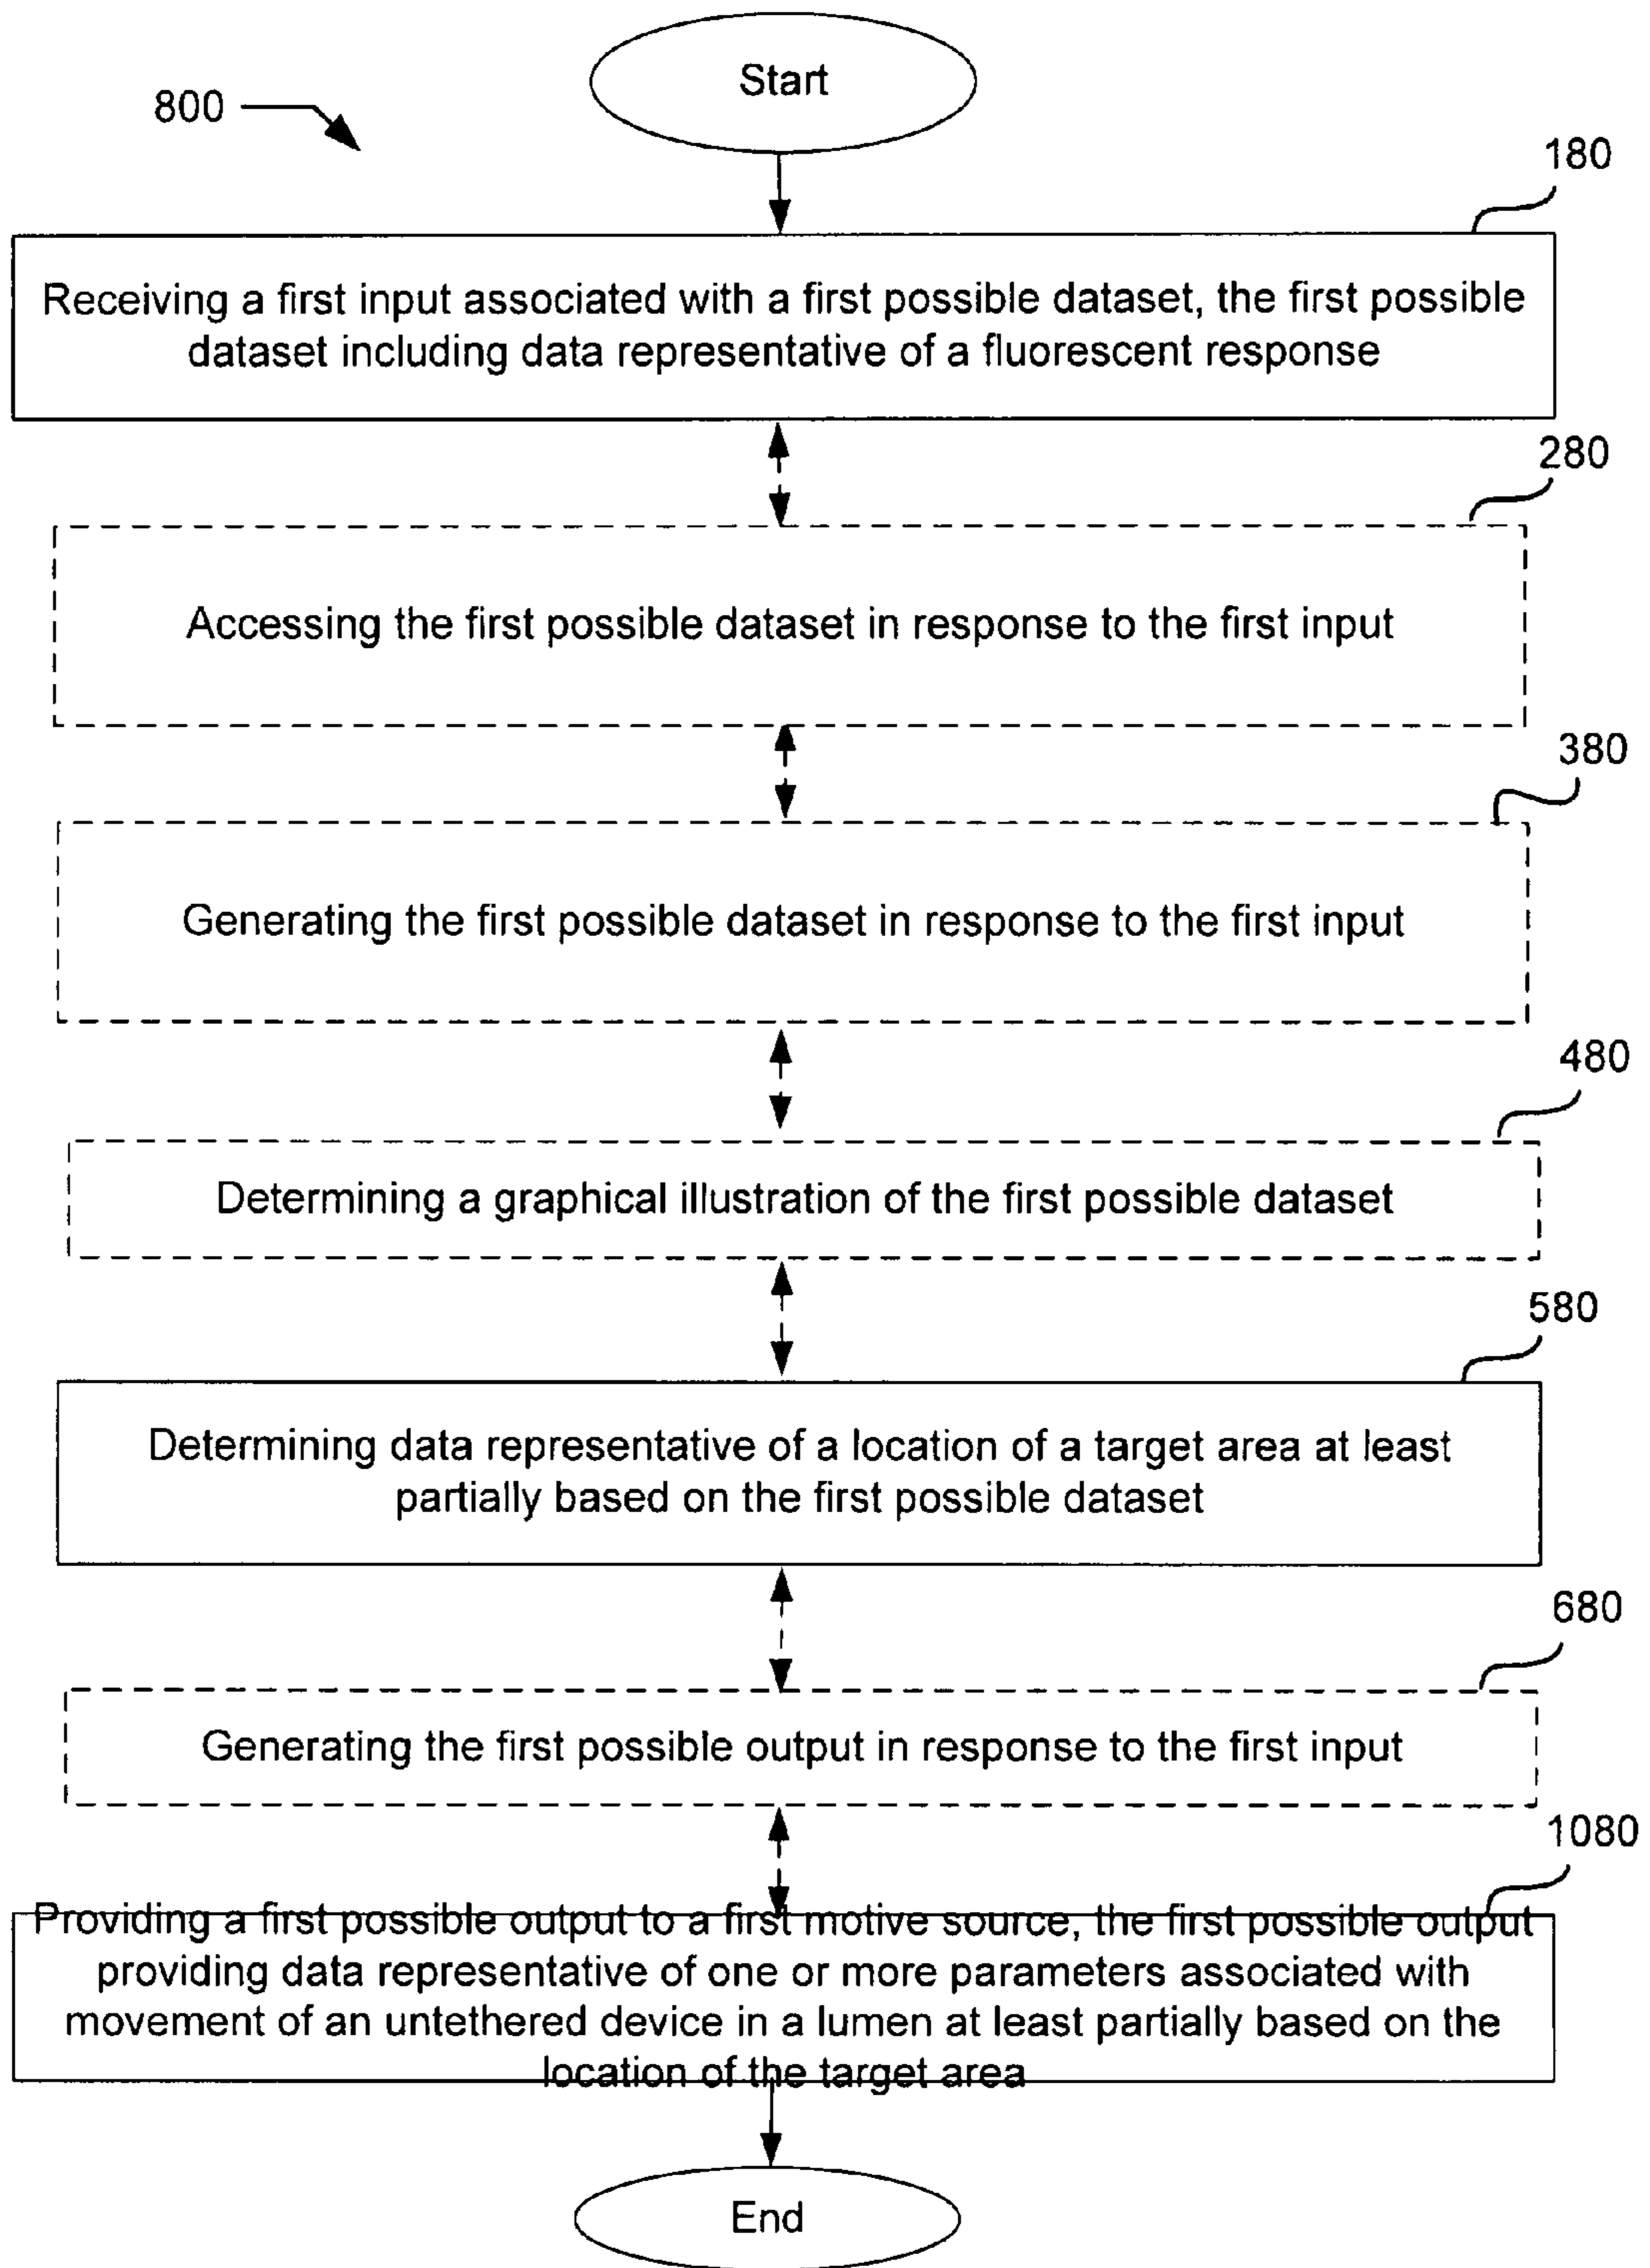 Start
800
180
Receiving a first input associated with a first possible dataset, the first possible
dataset including data representative of a fluorescent response
280
Accessing the first possible dataset in response to the first input
380
Generating the first possible dataset in response to the first input
480
Determining a graphical illustration of the first possible dataset
580
Determining data representative of a location of a target area at least
partially based on the first possible dataset
680
Generating the first possible output in response to the first input
1080
Providing a first possible output to a first motive source, the first possible output
providing data representative of one or more parameters associated with
movement of an untethered device in a lumen at least partially based on the
location of the target area
End